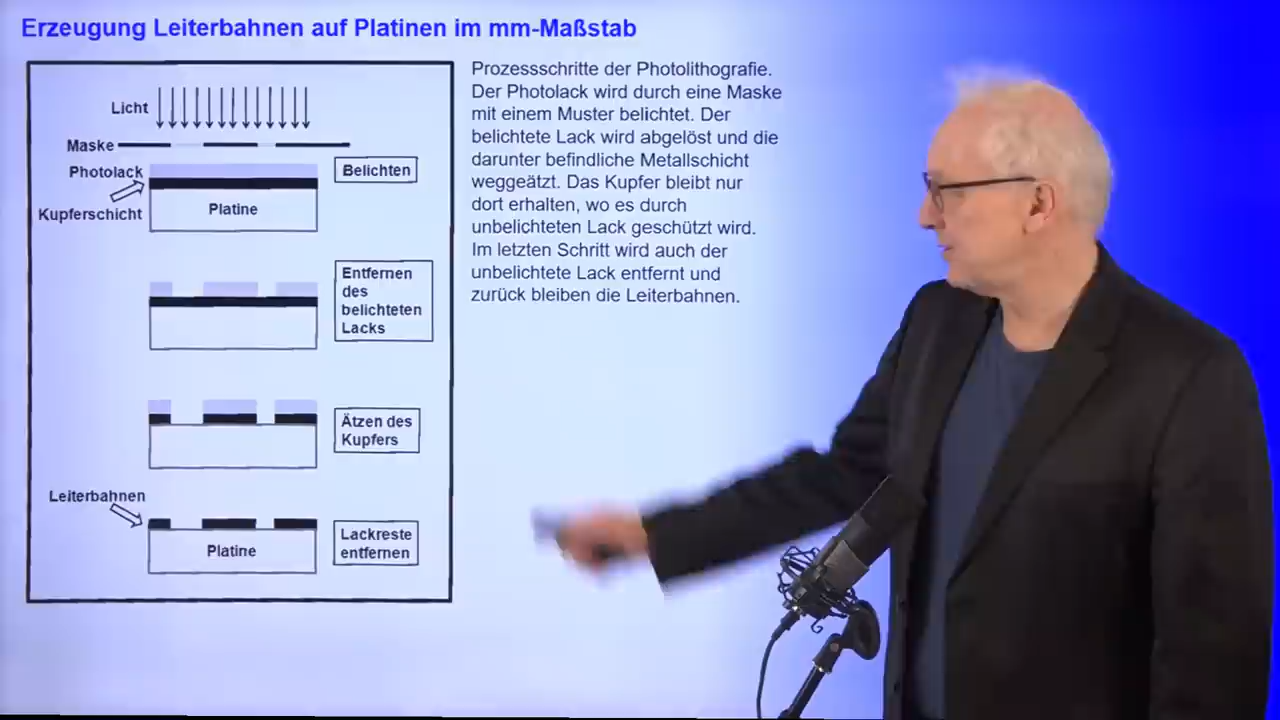 Erzeugung Leiterbahnen auf Platinen im mm-Maßstab
Licht
Maske
Photolack
Kupferschicht
Platine
Belichten
Entfernen
des
belichteten
Lacks
Ätzen des
Kupfers
Leiterbahnen
Platine
Lackreste
entfernen
Prozessschritte der Photolithografie.
Der Photolack wird durch eine Maske
mit einem Muster belichtet. Der
belichtete Lack wird abgelöst und die
darunter befindliche Metallschicht
weggeätzt. Das Kupfer bleibt nur
dort erhalten, wo es durch
unbelichteten Lack geschützt wird.
Im letzten Schritt wird auch der
unbelichtete Lack entfernt und
zurück bleiben die Leiterbahnen.